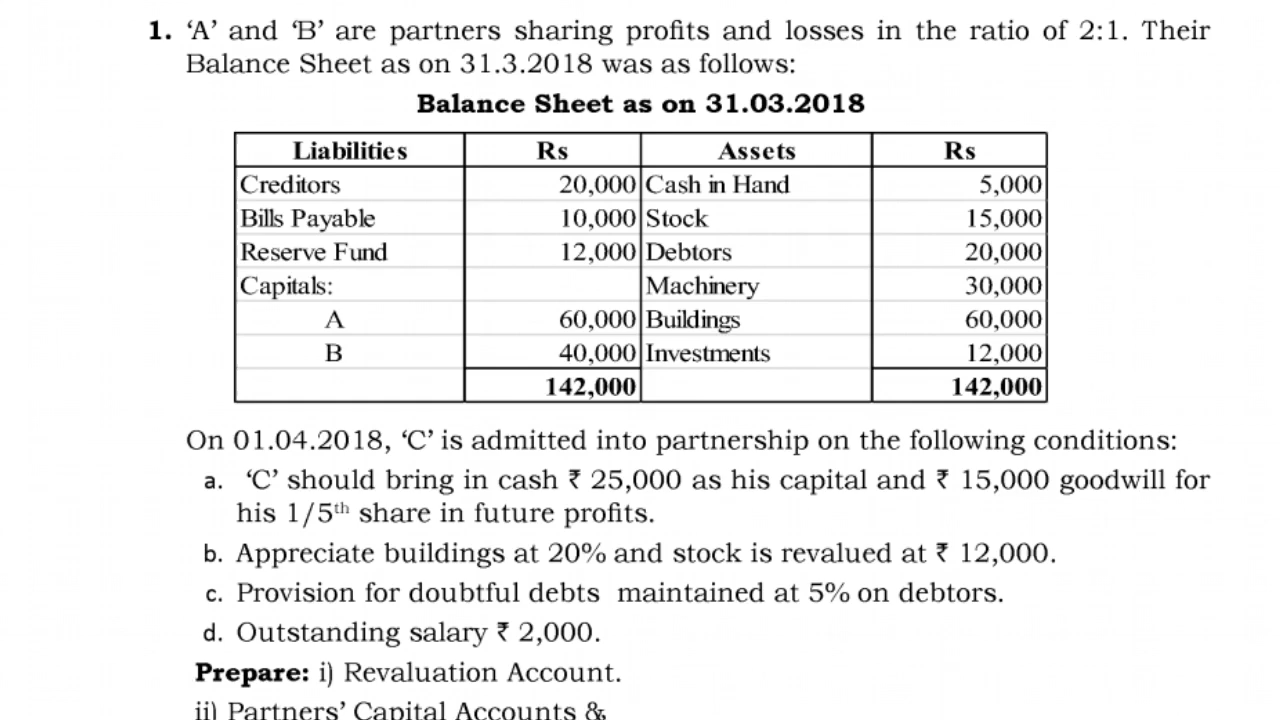 1. ‘A’ and ‘B’ are partners sharing profits and losses in the ratio of 2:1. Their
Balance Sheet as on 31.3.2018 was as follows:
Balance Sheet as on 31.03.2018
Liabilities Rs Assets Rs
Creditors 20,000 Cash in Hand 5,000
Bills Payable 10,000 Stock 15,000
Reserve Fund 12,000 Debtors 20,000
Capitals: Machinery 30,000
A 60,000 Buildings 60,000
B 40,000 Investments 12,000
142,000 142,000
On 01.04.2018, ‘C’ is admitted into partnership on the following conditions:
a. ‘C’ should bring in cash ₹ 25,000 as his capital and ₹ 15,000 goodwill for
his 1/5th share in future profits.
b. Appreciate buildings at 20% and stock is revalued at ₹ 12,000.
c. Provision for doubtful debts maintained at 5% on debtors.
d. Outstanding salary ₹ 2,000.
Prepare: i) Revaluation Account.
ii) Partners’ Capital Accounts &